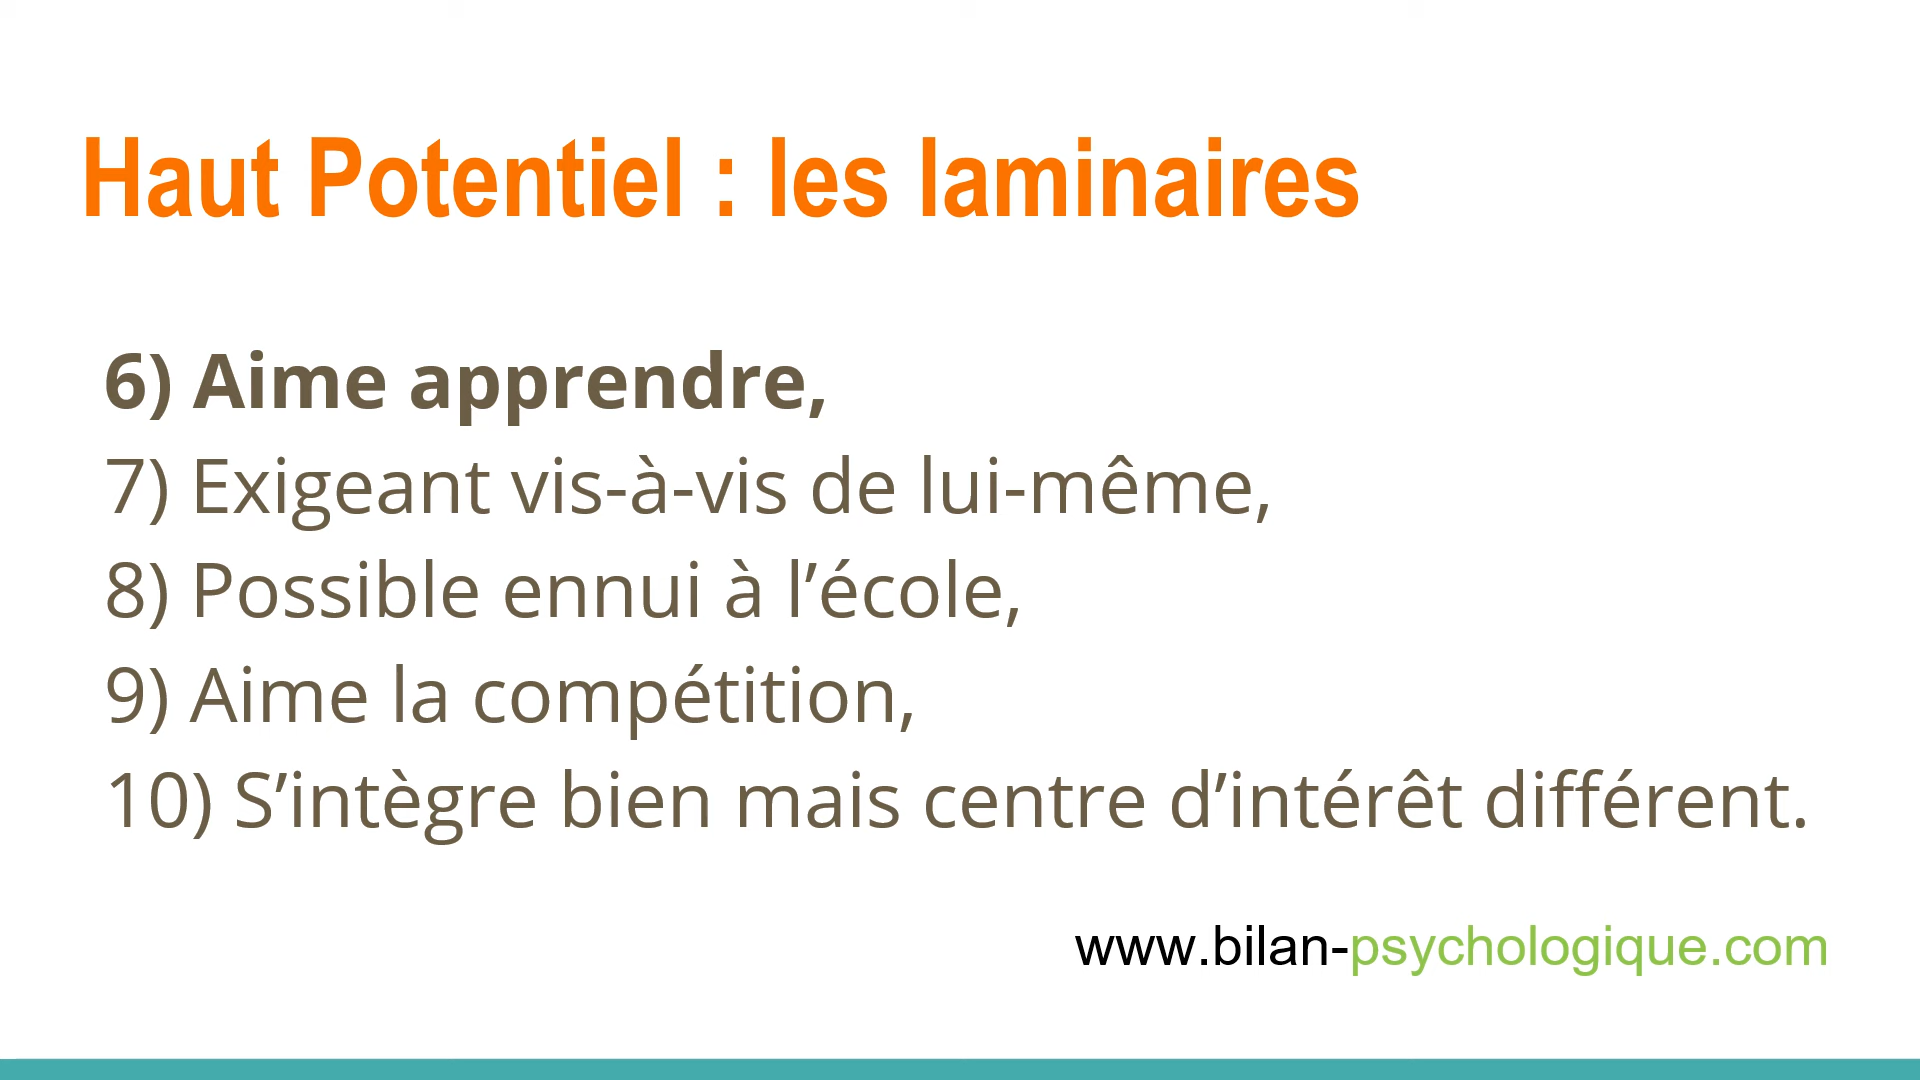 Haut Potentiel : les laminaires
6) Aime apprendre,
7) Exigeant vis-à-vis de lui-même,
8) Possible ennui à l’école,
9) Aime la compétition,
10) S’intègre bien mais centre d’intérêt différent.
www.bilan-psychologique.com